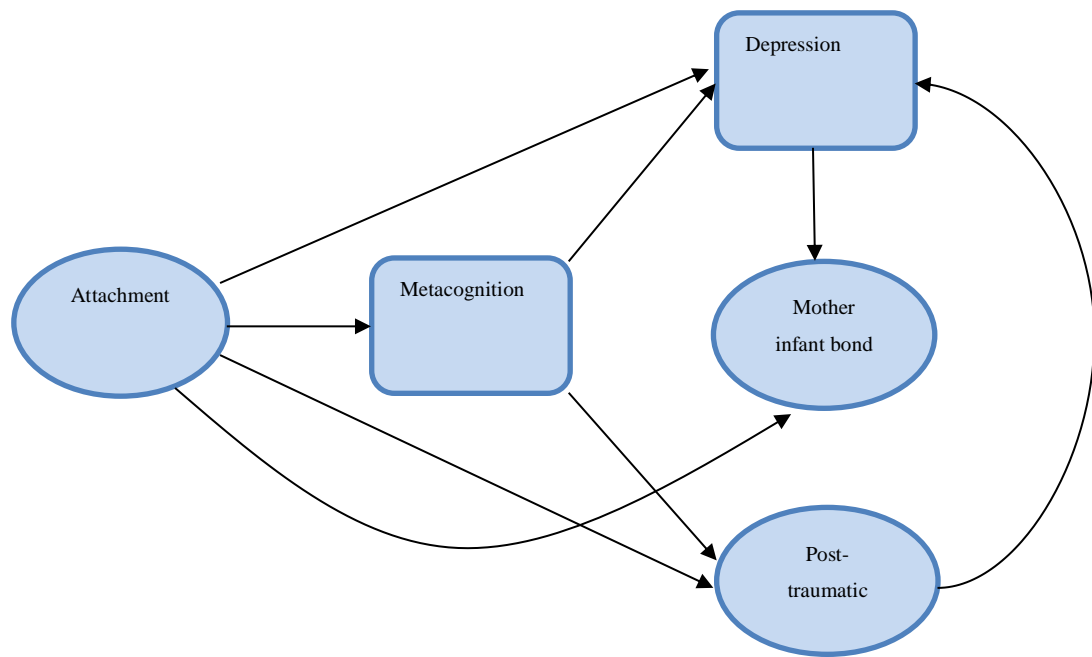 Depression
Attachment
Metacognition
Mother
infant bond
Post-
traumatic